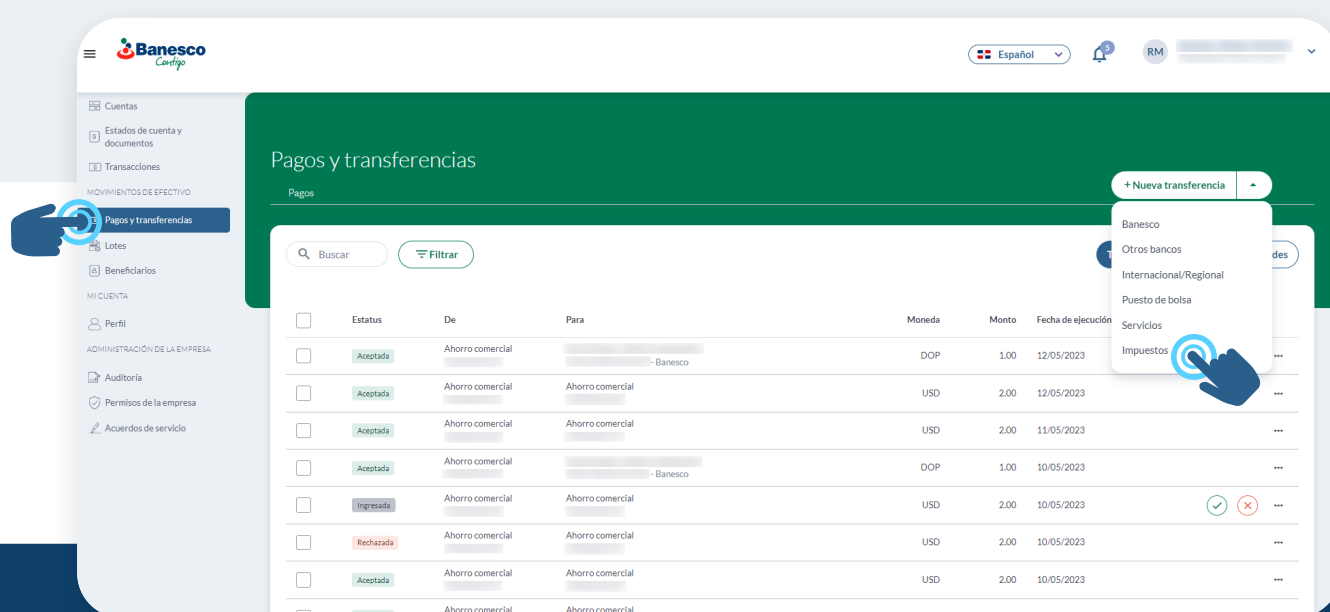 Banesco
Contigo
Español
5
RM
Cuentas
Estados de cuenta y
documentos
Transacciones
MOVIMIENTOS DE EFECTIVO
Pagos y transferencias
Lotes
Beneficiarios
MI CUENTA
Perfil
ADMINISTRACIÓN DE LA EMPRESA
Auditoría
Permisos de la empresa
Acuerdos de servicio
Pagos y transferencias
Pagos
+ Nueva transferencia
Banesco
Otros bancos
Internacional/Regional
Puesto de bolsa
Servicios
Impuestos
Buscar
Filtrar
des
Estatus De Para Moneda Monto Fecha de ejecución
Aceptada Ahorro comercial DOP 1.00 12/05/2023 ...
- Banesco
Aceptada Ahorro comercial Ahorro comercial USD 2.00 12/05/2023 ...
Aceptada Ahorro comercial Ahorro comercial USD 2.00 11/05/2023 ...
Aceptada Ahorro comercial DOP 1.00 10/05/2023 ...
- Banesco
Ingresada Ahorro comercial Ahorro comercial USD 2.00 10/05/2023 ...
Rechazada Ahorro comercial Ahorro comercial USD 2.00 10/05/2023 ...
Aceptada Ahorro comercial Ahorro comercial USD 2.00 10/05/2023 ...
Ahorro comercial Ahorro comercial